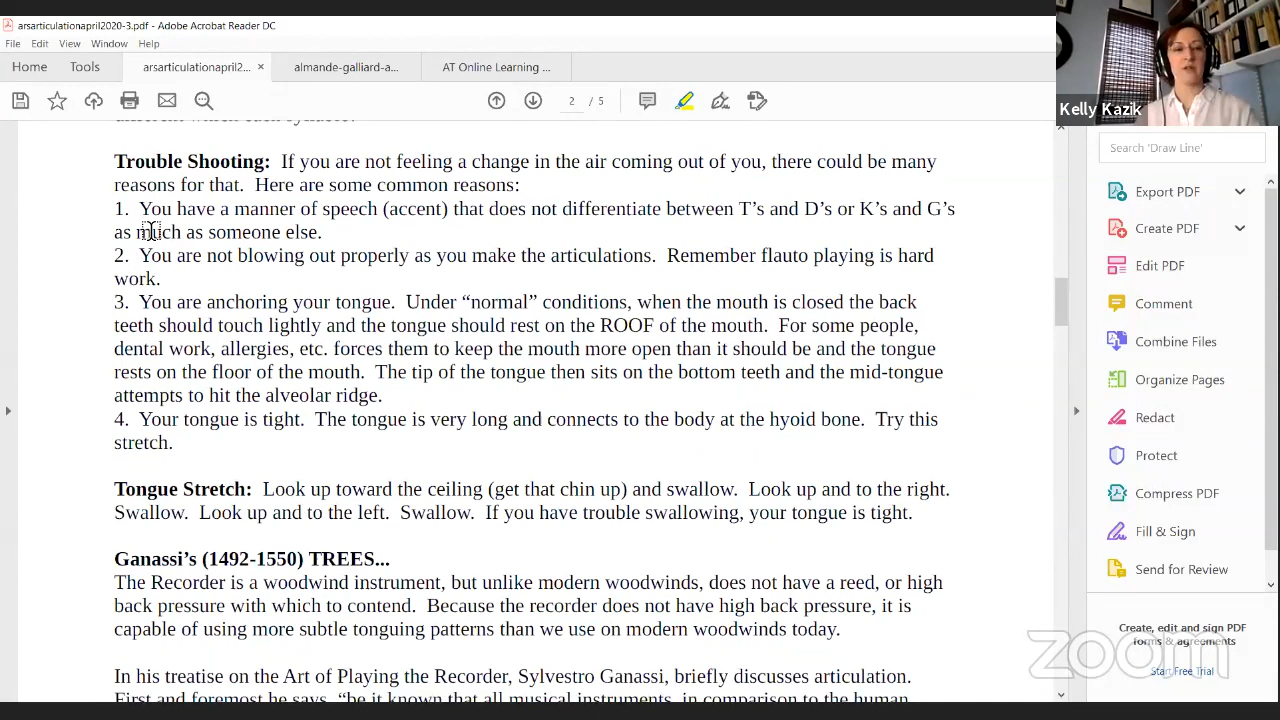 arsarticulationapril2020-3.pdf - Adobe Acrobat Reader DC
File Edit View Window Help
Home Tools arsarticulationapril2... × almande-galliard-a... AT Online Learning ...
2 / 5
Kelly Kazik
Search 'Draw Line'
Trouble Shooting: If you are not feeling a change in the air coming out of you, there could be many
reasons for that. Here are some common reasons:
1. You have a manner of speech (accent) that does not differentiate between T's and D's or K's and G's
as much as someone else.
2. You are not blowing out properly as you make the articulations. Remember flauto playing is hard
work.
3. You are anchoring your tongue. Under “normal” conditions, when the mouth is closed the back
teeth should touch lightly and the tongue should rest on the ROOF of the mouth. For some people,
dental work, allergies, etc. forces them to keep the mouth more open than it should be and the tongue
rests on the floor of the mouth. The tip of the tongue then sits on the bottom teeth and the mid-tongue
attempts to hit the alveolar ridge.
4. Your tongue is tight. The tongue is very long and connects to the body at the hyoid bone. Try this
stretch.
Tongue Stretch: Look up toward the ceiling (get that chin up) and swallow. Look up and to the right.
Swallow. Look up and to the left. Swallow. If you have trouble swallowing, your tongue is tight.
Ganassi's (1492-1550) TREES...
The Recorder is a woodwind instrument, but unlike modern woodwinds, does not have a reed, or high
back pressure with which to contend. Because the recorder does not have high back pressure, it is
capable of using more subtle tonguing patterns than we use on modern woodwinds today.
In his treatise on the Art of Playing the Recorder, Sylvestro Ganassi, briefly discusses articulation.
First and foremost he says, “be it known that all musical instruments, in comparison to the human
Export PDF
Create PDF
Edit PDF
Comment
Combine Files
Organize Pages
Redact
Protect
Compress PDF
Fill & Sign
Send for Review
Create, edit and sign PDF
forms & agreements
Start Free Trial
zoom